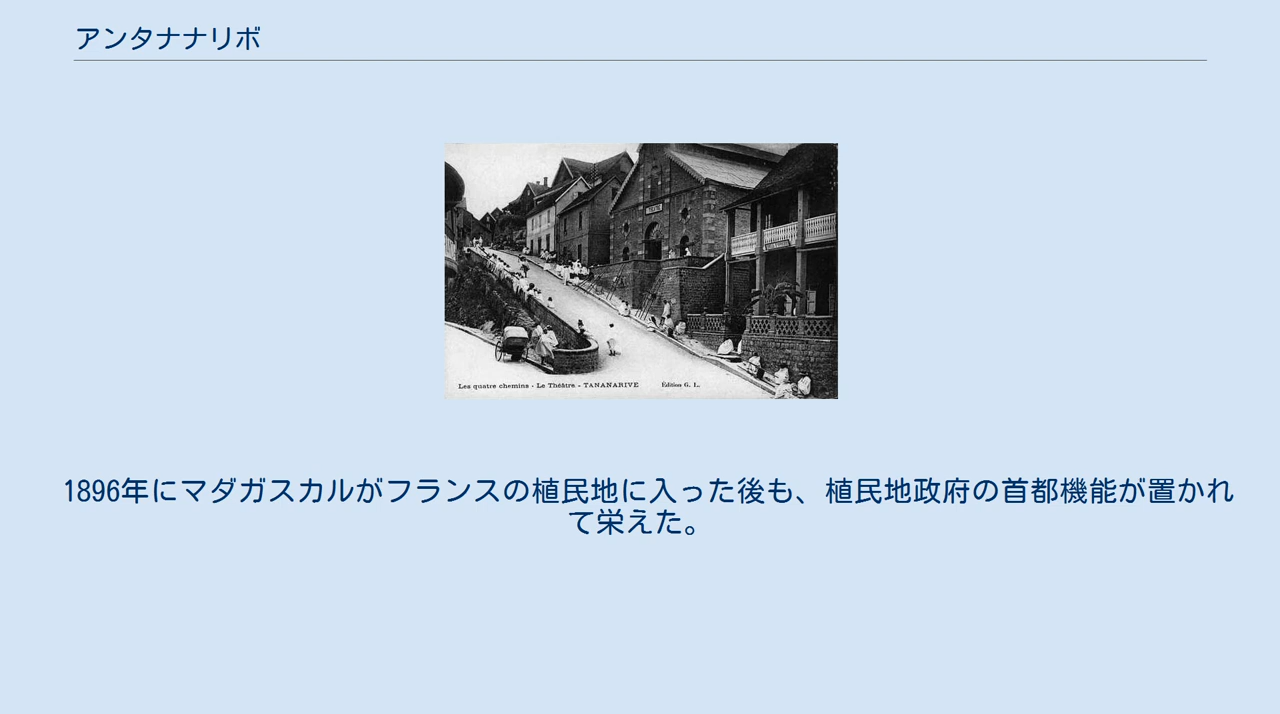 アンタナナリボ
THEATRE
Les quatre chemins - Le Théâtre - TANANARIVE Édition G. L.
1896年にマダガスカルがフランスの植民地に入った後も、植民地政府の首都機能が置かれ
て栄えた。